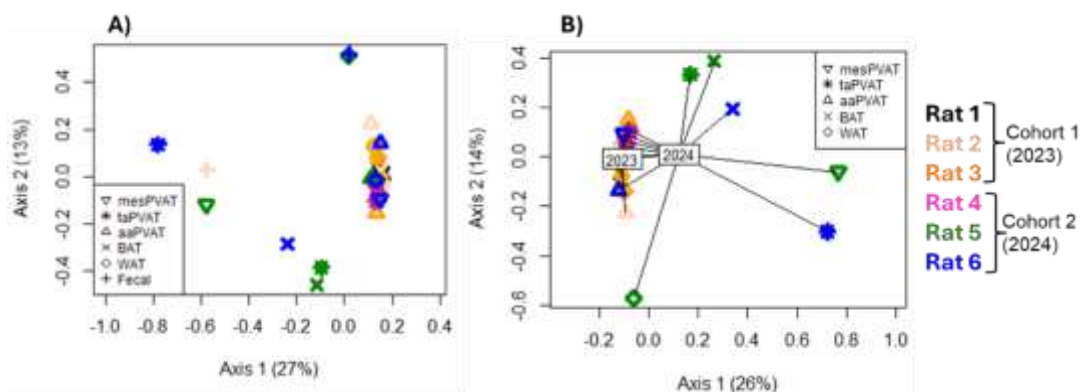 A)
Axis 2 (13%)
0.4
0.2
0.0
-0.2
-0.4
mesPVAT
taPVAT
aaPVAT
BAT
WAT
Fecal
-1.0 -0.8 -0.6 -0.4 -0.2 0.0 0.2 0.4
Axis 1 (27%)
B)
Axis 2 (14%)
0.4
0.2
0.0
-0.2
-0.4
-0.6
mesPVAT
taPVAT
aaPVAT
BAT
WAT
2023
2024
-0.2 0.0 0.2 0.4 0.6 0.8 1.0
Axis 1 (26%)
Rat 1
Rat 2
Rat 3
Cohort 1
(2023)
Rat 4
Rat 5
Rat 6
Cohort 2
(2024)